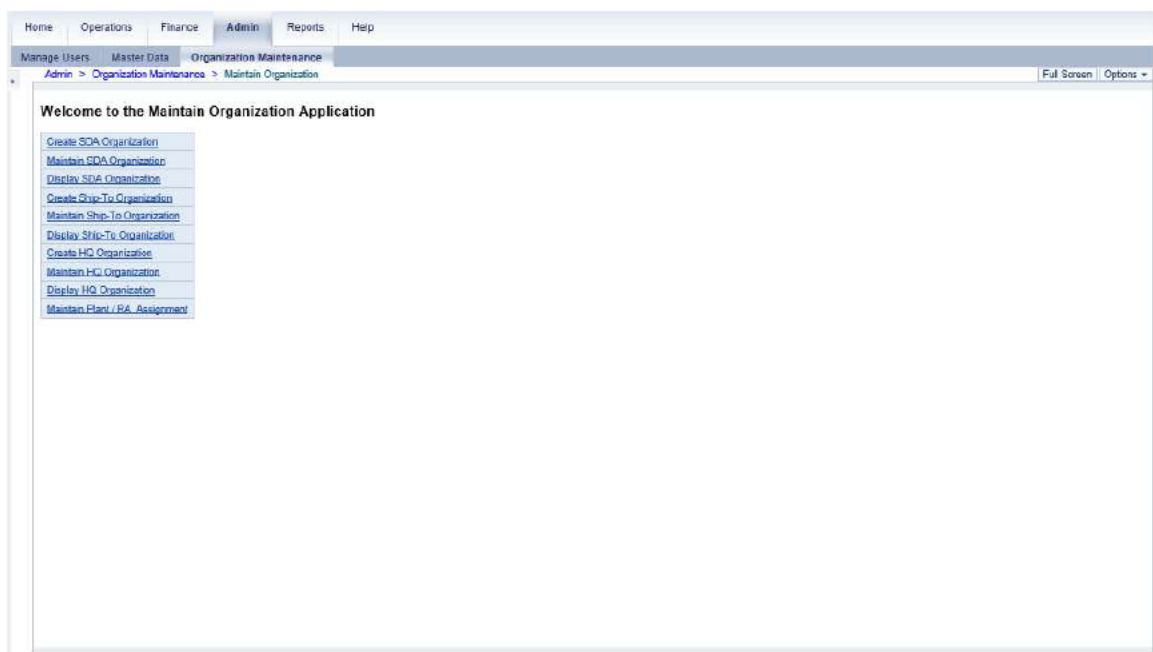 Home Operations Finance Admin Reports Help
Manage Users Master Data Organization Maintenance
Admin > Organization Maintenance > Maintain Organization Full Screen Options
Welcome to the Maintain Organization Application
Create SDA Organization
Maintain SDA Organization
Display SDA Organization
Create Ship-To Organization
Maintain Ship-To Organization
Display Ship-To Organization
Create HQ Organization
Maintain HQ Organization
Display HQ Organization
Maintain Plant / RA Assignment